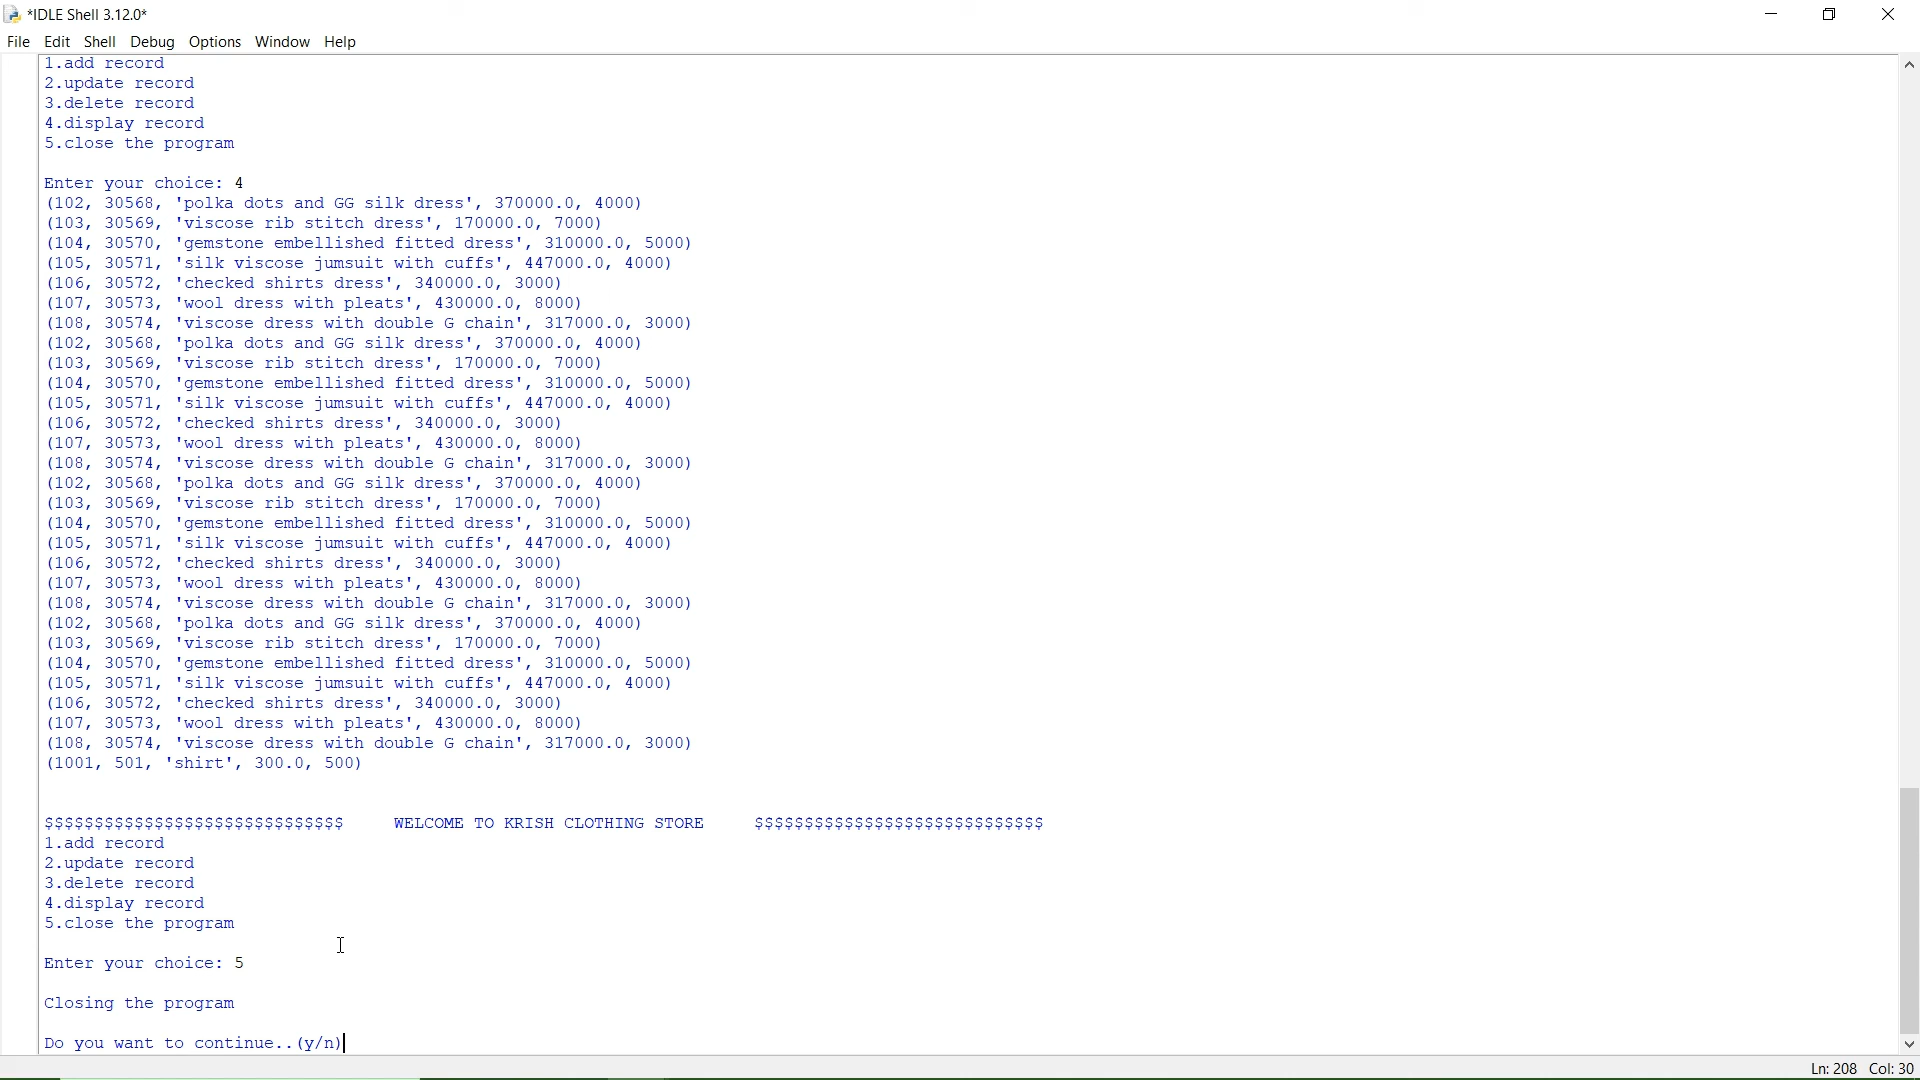 *IDLE Shell 3.12.0*
File Edit Shell Debug Options Window Help
1.add record
2.update record
3.delete record
4.display record
5.close the program
Enter your choice: 4
(102, 30568, 'polka dots and GG silk dress', 370000.0, 4000)
(103, 30569, 'viscose rib stitch dress', 170000.0, 7000)
(104, 30570, 'gemstone embellished fitted dress', 310000.0, 5000)
(105, 30571, 'silk viscose jumsuit with cuffs', 447000.0, 4000)
(106, 30572, 'checked shirts dress', 340000.0, 3000)
(107, 30573, 'wool dress with pleats', 430000.0, 8000)
(108, 30574, 'viscose dress with double G chain', 317000.0, 3000)
(102, 30568, 'polka dots and GG silk dress', 370000.0, 4000)
(103, 30569, 'viscose rib stitch dress', 170000.0, 7000)
(104, 30570, 'gemstone embellished fitted dress', 310000.0, 5000)
(105, 30571, 'silk viscose jumsuit with cuffs', 447000.0, 4000)
(106, 30572, 'checked shirts dress', 340000.0, 3000)
(107, 30573, 'wool dress with pleats', 430000.0, 8000)
(108, 30574, 'viscose dress with double G chain', 317000.0, 3000)
(102, 30568, 'polka dots and GG silk dress', 370000.0, 4000)
(103, 30569, 'viscose rib stitch dress', 170000.0, 7000)
(104, 30570, 'gemstone embellished fitted dress', 310000.0, 5000)
(105, 30571, 'silk viscose jumsuit with cuffs', 447000.0, 4000)
(106, 30572, 'checked shirts dress', 340000.0, 3000)
(107, 30573, 'wool dress with pleats', 430000.0, 8000)
(108, 30574, 'viscose dress with double G chain', 317000.0, 3000)
(102, 30568, 'polka dots and GG silk dress', 370000.0, 4000)
(103, 30569, 'viscose rib stitch dress', 170000.0, 7000)
(104, 30570, 'gemstone embellished fitted dress', 310000.0, 5000)
(105, 30571, 'silk viscose jumsuit with cuffs', 447000.0, 4000)
(106, 30572, 'checked shirts dress', 340000.0, 3000)
(107, 30573, 'wool dress with pleats', 430000.0, 8000)
(108, 30574, 'viscose dress with double G chain', 317000.0, 3000)
(1001, 501, 'shirt', 300.0, 500)
$$$$$$$$$$$$$$$$$$$$$$$$$$$$$$ WELCOME TO KRISH CLOTHING STORE $$$$$$$$$$$$$$$$$$$$$$$$$$$$$
1.add record
2.update record
3.delete record
4.display record
5.close the program
Enter your choice: 5
Closing the program
Do you want to continue..(y/n)
Ln: 208 Col: 30